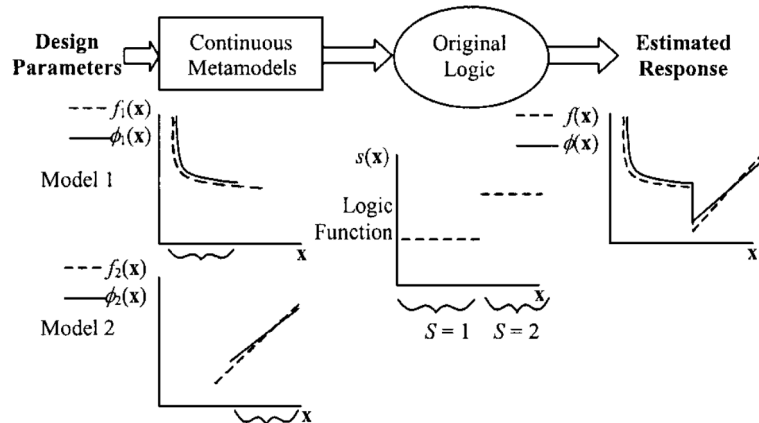 Design Parameters
Continuous Metamodels
Original Logic
Estimated Response
f₁(x)
ϕ₁(x)
Model 1
x
f₂(x)
ϕ₂(x)
Model 2
x
s(x)
Logic Function
x
S = 1
S = 2
f(x)
ϕ(x)
x